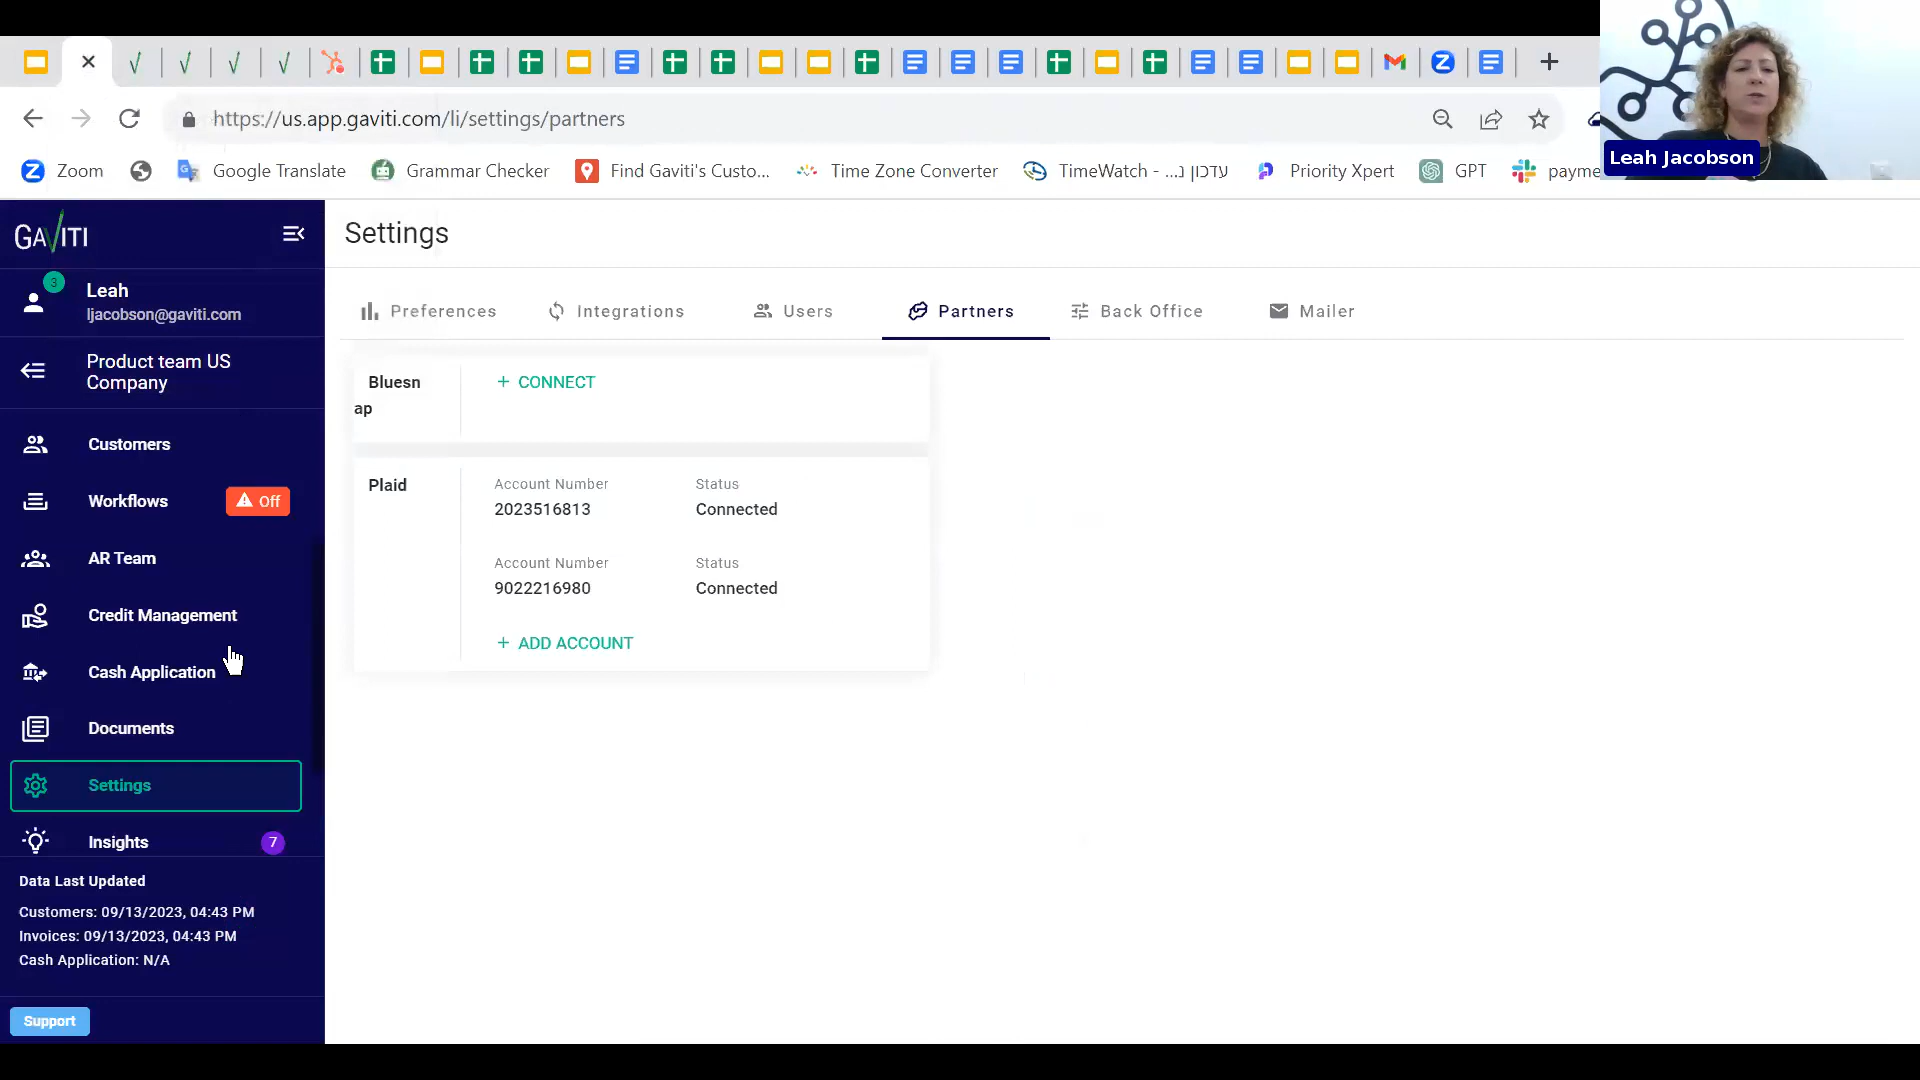 https://us.app.gaviti.com/li/settings/partners
Leah Jacobson
Zoom
Google Translate
Grammar Checker
Find Gaviti's Custo...
Time Zone Converter
TimeWatch - ...עדכון נ
Priority Xpert
GPT
payme
GAVITI
Settings
3
Leah
ljacobson@gaviti.com
Product team US
Company
Customers
Workflows
Off
AR Team
Credit Management
Cash Application
Documents
Settings
Insights
7
Data Last Updated
Customers: 09/13/2023, 04:43 PM
Invoices: 09/13/2023, 04:43 PM
Cash Application: N/A
Support
Preferences
Integrations
Users
Partners
Back Office
Mailer
Bluesn
ap
+ CONNECT
Plaid
Account Number
Status
2023516813
Connected
Account Number
Status
9022216980
Connected
+ ADD ACCOUNT